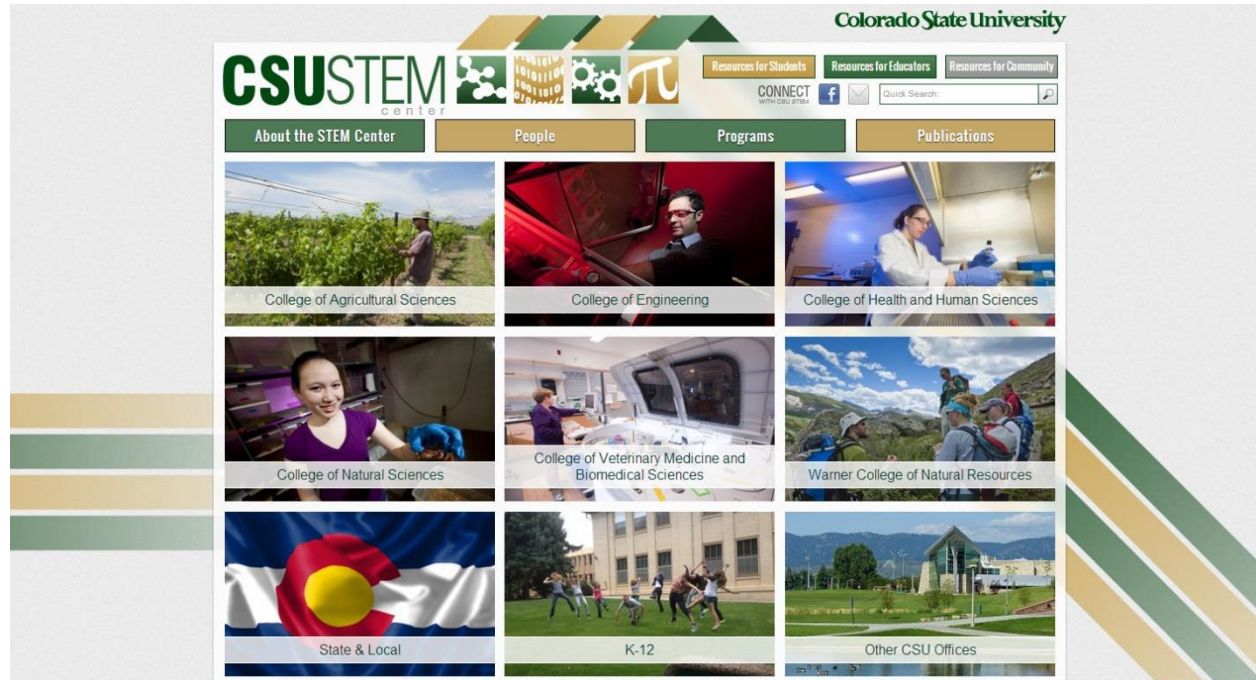 Colorado State University
CSUSTEM
center
Resources for Students
Resources for Educators
Resources for Community
CONNECT
WITH CSU STEM
Quick Search:
About the STEM Center
People
Programs
Publications
College of Agricultural Sciences
College of Engineering
College of Health and Human Sciences
College of Natural Sciences
College of Veterinary Medicine and
Biomedical Sciences
Warner College of Natural Resources
State & Local
K-12
Other CSU Offices